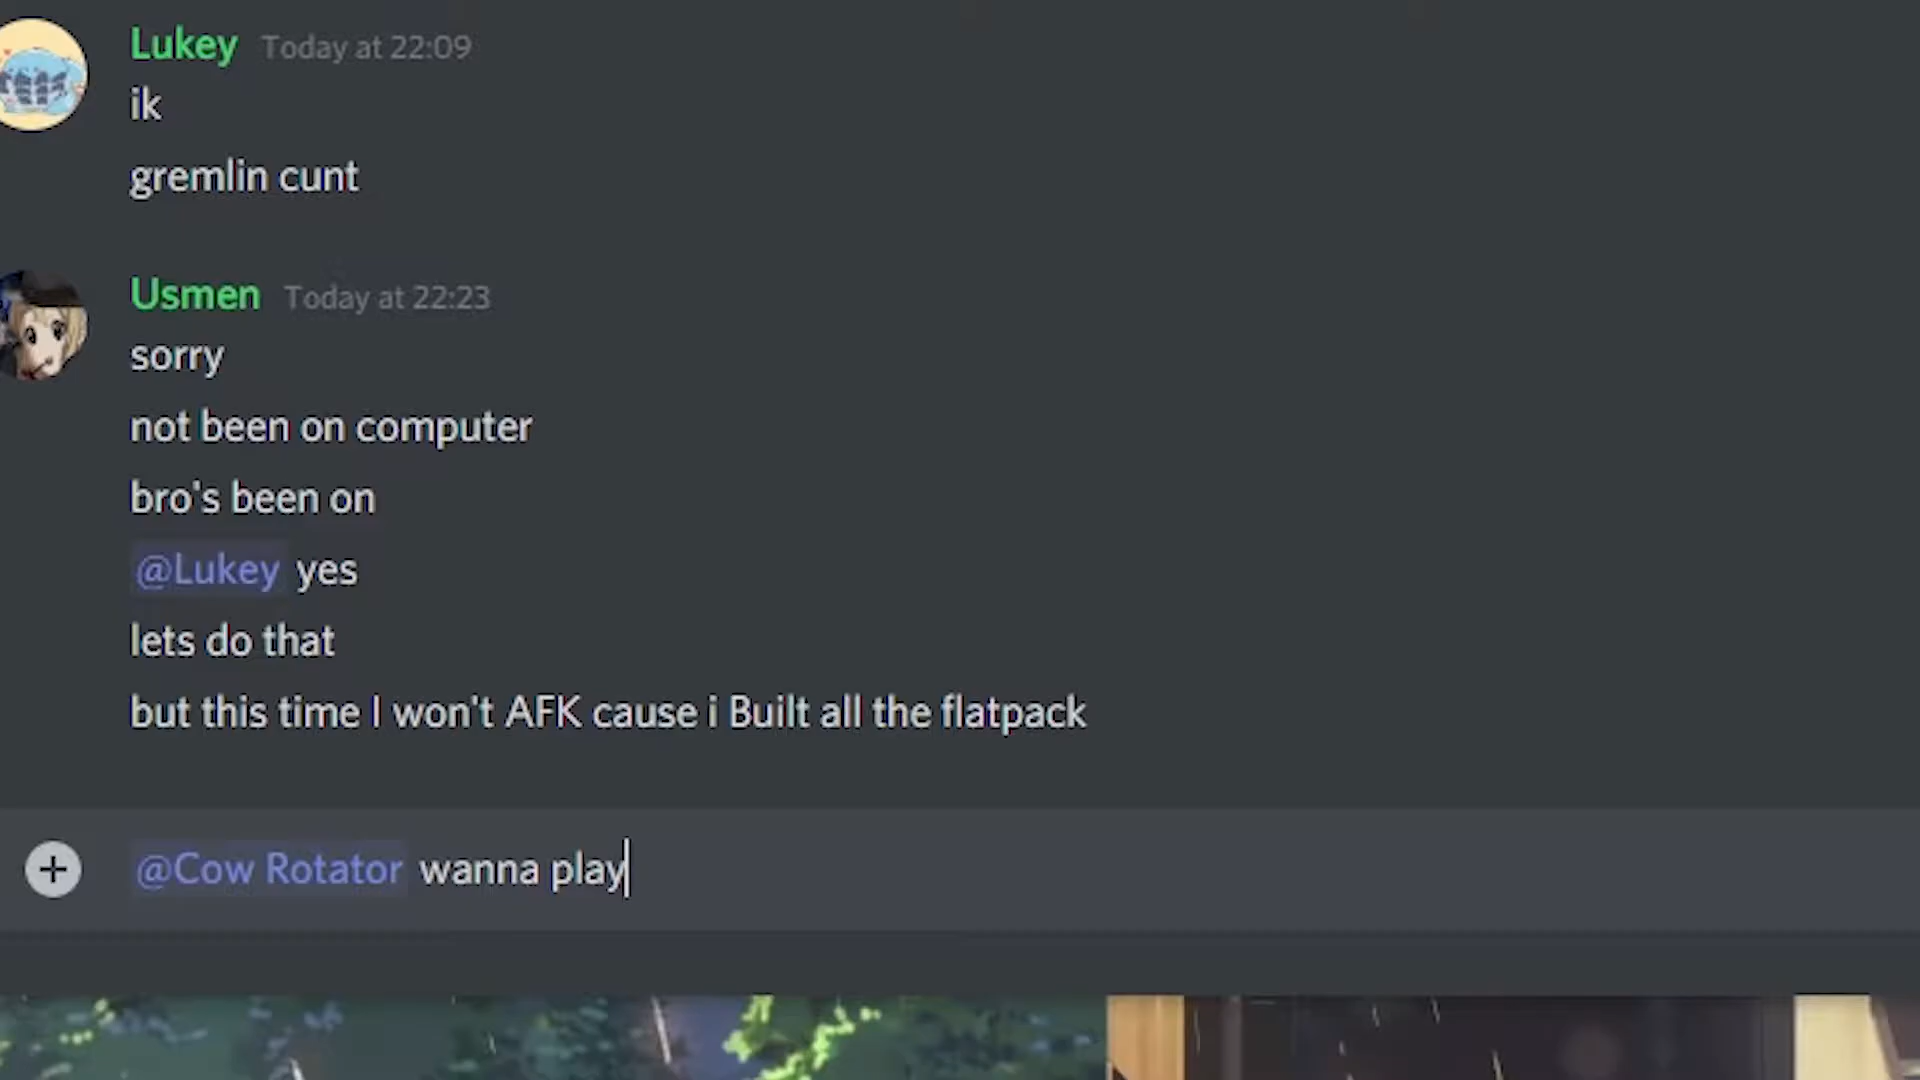 Lukey Today at 22:09
ik
gremlin cunt
Usmen Today at 22:23
sorry
not been on computer
bro's been on
@Lukey yes
lets do that
but this time I won't AFK cause i Built all the flatpack
@Cow Rotator wanna play